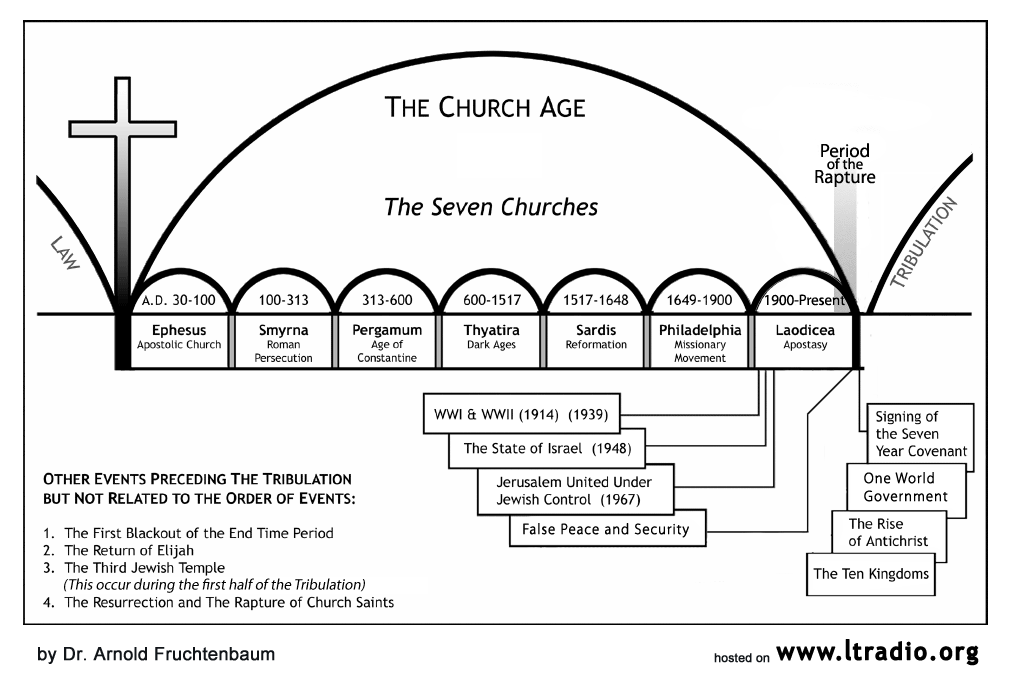 THE CHURCH AGE
Period
of the
Rapture
The Seven Churches
LAW
TRIBULATION
A.D. 30-100
100-313
313-600
600-1517
1517-1648
1649-1900
1900-Present
Ephesus
Apostolic Church
Smyrna
Roman
Persecution
Pergamum
Age of
Constantine
Thyatira
Dark Ages
Sardis
Reformation
Philadelphia
Missionary
Movement
Laodicea
Apostasy
WWI & WWII (1914) (1939)
The State of Israel (1948)
Jerusalem United Under
Jewish Control (1967)
False Peace and Security
Signing of
the Seven
Year Covenant
One World
Government
The Rise
of Antichrist
The Ten Kingdoms
OTHER EVENTS PRECEDING THE TRIBULATION
BUT NOT RELATED TO THE ORDER OF EVENTS:
1. The First Blackout of the End Time Period
2. The Return of Elijah
3. The Third Jewish Temple
(This occur during the first half of the Tribulation)
4. The Resurrection and The Rapture of Church Saints
by Dr. Arnold Fruchtenbaum
hosted on www.ltradio.org